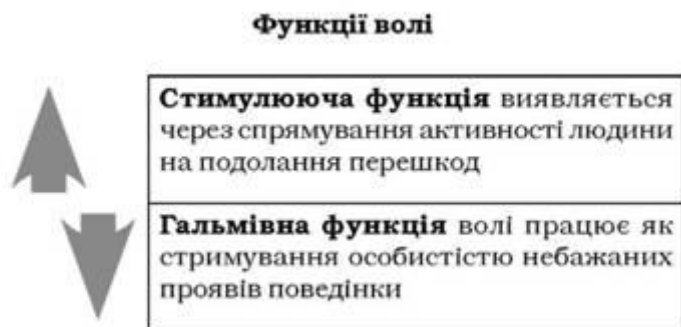 Функції волі
Стимулююча функція виявляється
через спрямування активності людини
на подолання перешкод
Гальмівна функція волі працює як
стримування особистістю небажаних
проявів поведінки